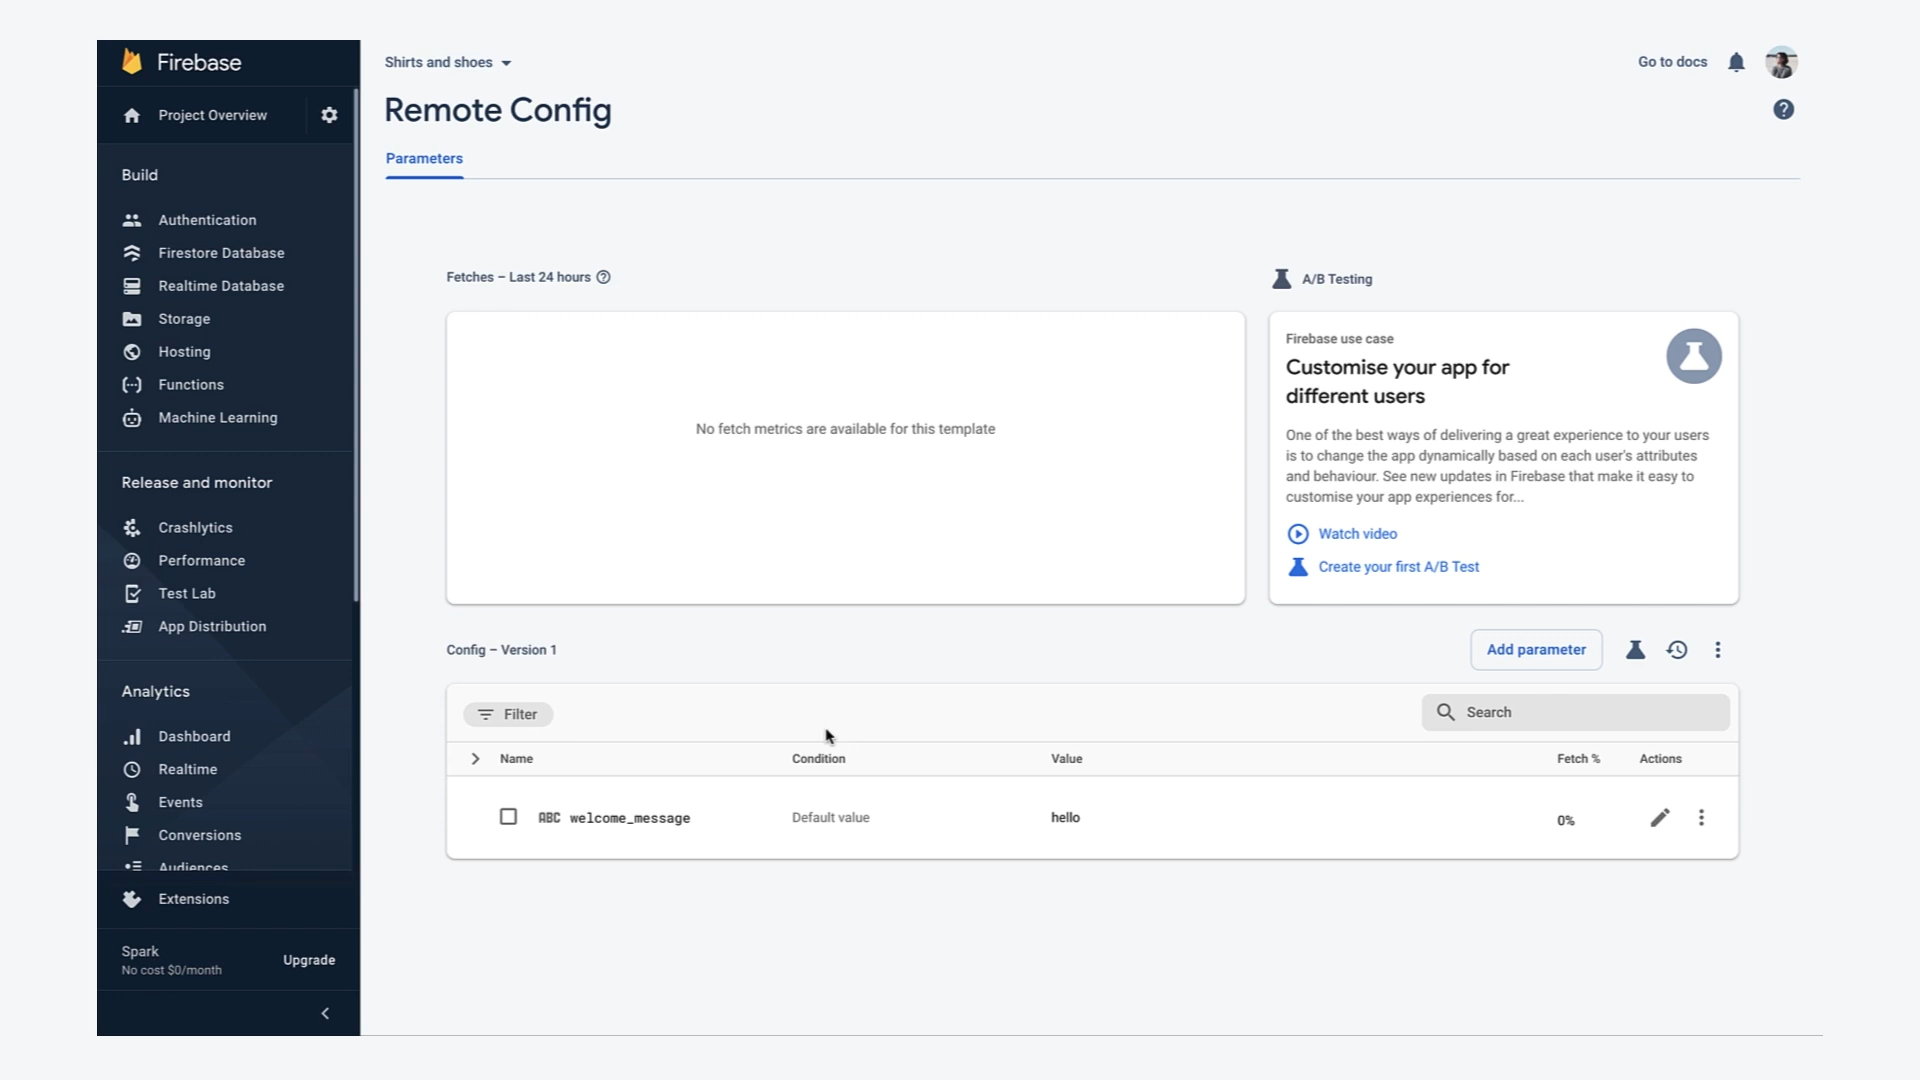 Firebase
Project Overview
Build
Authentication
Firestore Database
Realtime Database
Storage
Hosting
Functions
Machine Learning
Release and monitor
Crashlytics
Performance
Test Lab
App Distribution
Analytics
Dashboard
Realtime
Events
Conversions
Audiences
Extensions
Spark
No cost $0/month
Upgrade
Shirts and shoes
Go to docs
Remote Config
Parameters
Fetches – Last 24 hours
No fetch metrics are available for this template
A/B Testing
Firebase use case
Customise your app for
different users
One of the best ways of delivering a great experience to your users
is to change the app dynamically based on each user's attributes
and behaviour. See new updates in Firebase that make it easy to
customise your app experiences for...
Watch video
Create your first A/B Test
Config – Version 1
Add parameter
Filter
Search
Name Condition Value Fetch % Actions
ABC welcome_message Default value hello 0%